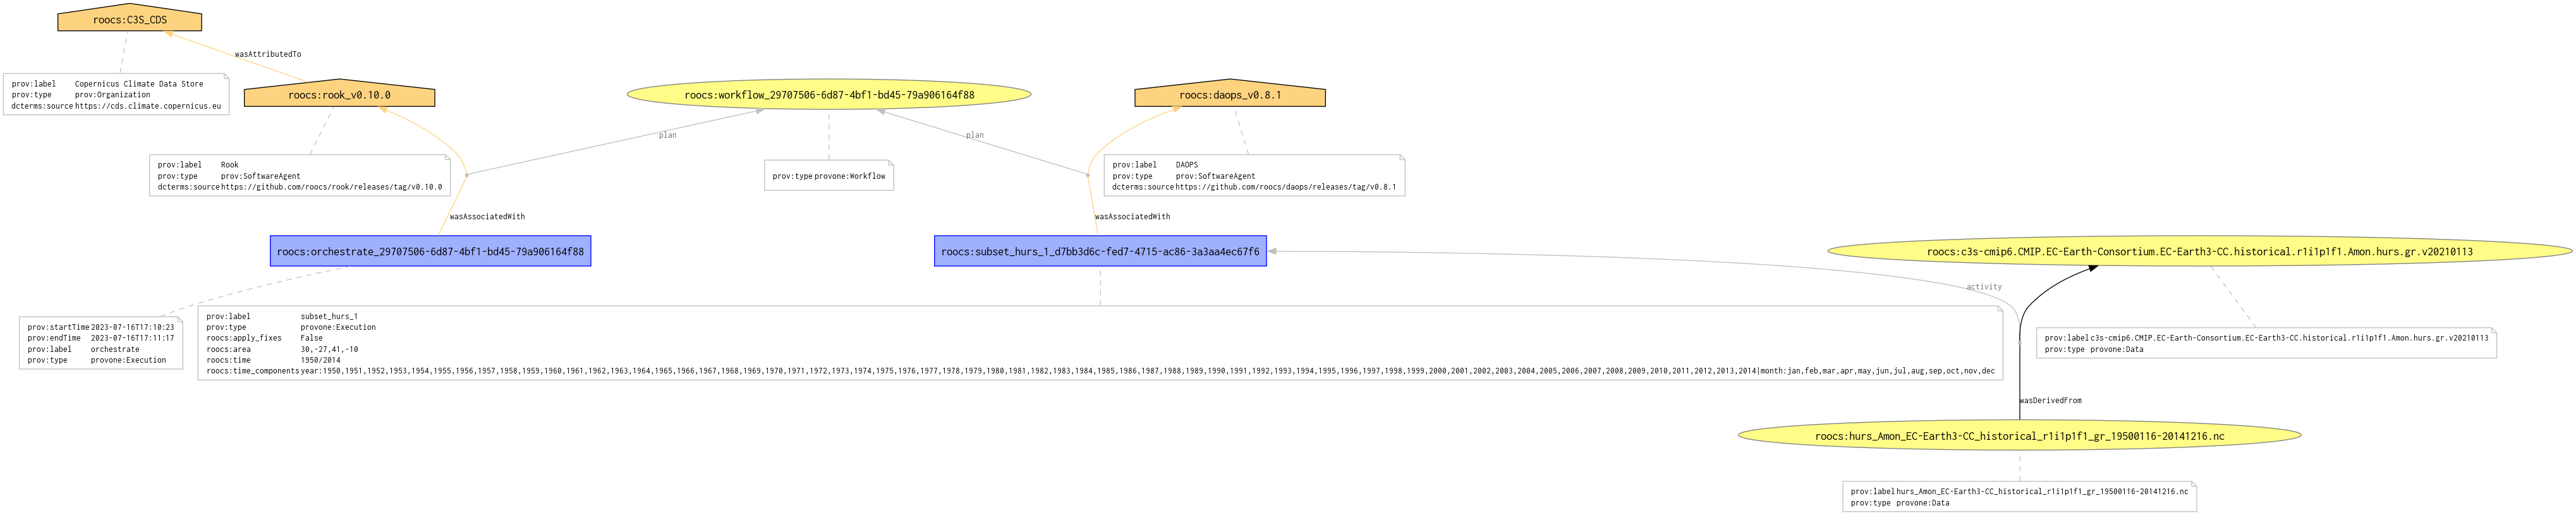 roocs:C3S_CDS
wasAttributedTo
prov:label Copernicus Climate Data Store
prov:type prov:Organization
dcterms:source https://cds.climate.copernicus.eu
roocs:rook_v0.10.0
roocs:workflow_29707506-6d87-4bf1-bd45-79a906164f88
roocs:daops_v0.8.1
plan
plan
prov:label Rook
prov:type prov:SoftwareAgent
dcterms:source https://github.com/roocs/rook/releases/tag/v0.10.0
prov:type provone:Workflow
prov:label DAOPS
prov:type prov:SoftwareAgent
dcterms:source https://github.com/roocs/daops/releases/tag/v0.8.1
wasAssociatedWith
wasAssociatedWith
roocs:orchestrate_29707506-6d87-4bf1-bd45-79a906164f88
roocs:subset_hurs_1_d7bb3d6c-fed7-4715-ac86-3a3aa4ec67f6
roocs:c3s-cmip6.CMIP.EC-Earth-Consortium.EC-Earth3-CC.historical.r1i1p1f1.Amon.hurs.gr.v20210113
activity
prov:startTime 2023-07-16T17:10:23
prov:endTime 2023-07-16T17:11:17
prov:label orchestrate
prov:type provone:Execution
prov:label subset_hurs_1
prov:type provone:Execution
roocs:apply_fixes False
roocs:area 30,-27,41,-10
roocs:time 1950/2014
roocs:time_components year:1950,1951,1952,1953,1954,1955,1956,1957,1958,1959,1960,1961,1962,1963,1964,1965,1966,1967,1968,1969,1970,1971,1972,1973,1974,1975,1976,1977,1978,1979,1980,1981,1982,1983,1984,1985,1986,1987,1988,1989,1990,1991,1992,1993,1994,1995,1996,1997,1998,1999,2000,2001,2002,2003,2004,2005,2006,2007,2008,2009,2010,2011,2012,2013,2014|month:jan,feb,mar,apr,may,jun,jul,aug,sep,oct,nov,dec
prov:label c3s-cmip6.CMIP.EC-Earth-Consortium.EC-Earth3-CC.historical.r1i1p1f1.Amon.hurs.gr.v20210113
prov:type provone:Data
wasDerivedFrom
roocs:hurs_Amon_EC-Earth3-CC_historical_r1i1p1f1_gr_19500116-20141216.nc
prov:label hurs_Amon_EC-Earth3-CC_historical_r1i1p1f1_gr_19500116-20141216.nc
prov:type provone:Data